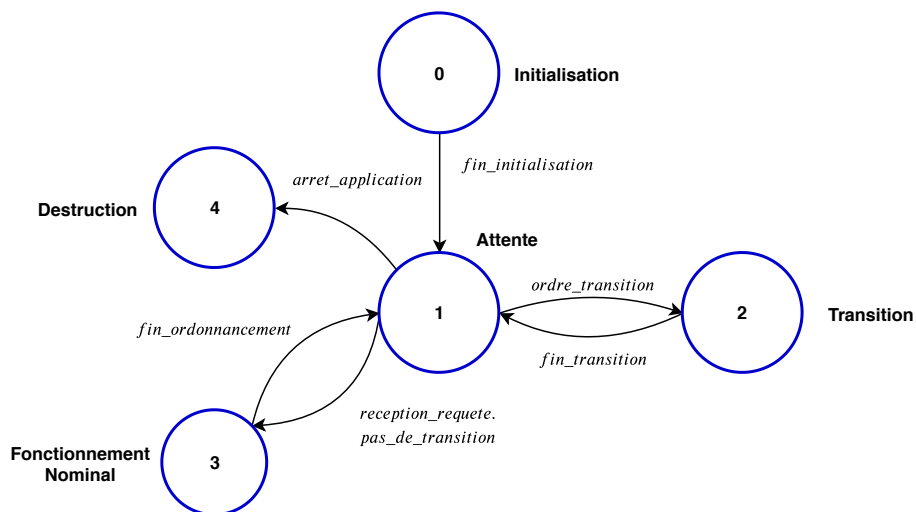 0
Initialisation
fin_initialisation
arret_application
Destruction
4
Attente
ordre_transition
1
2
Transition
fin_ordonnancement
fin_transition
reception_requete.
pas_de_transition
Fonctionnement
Nominal
3